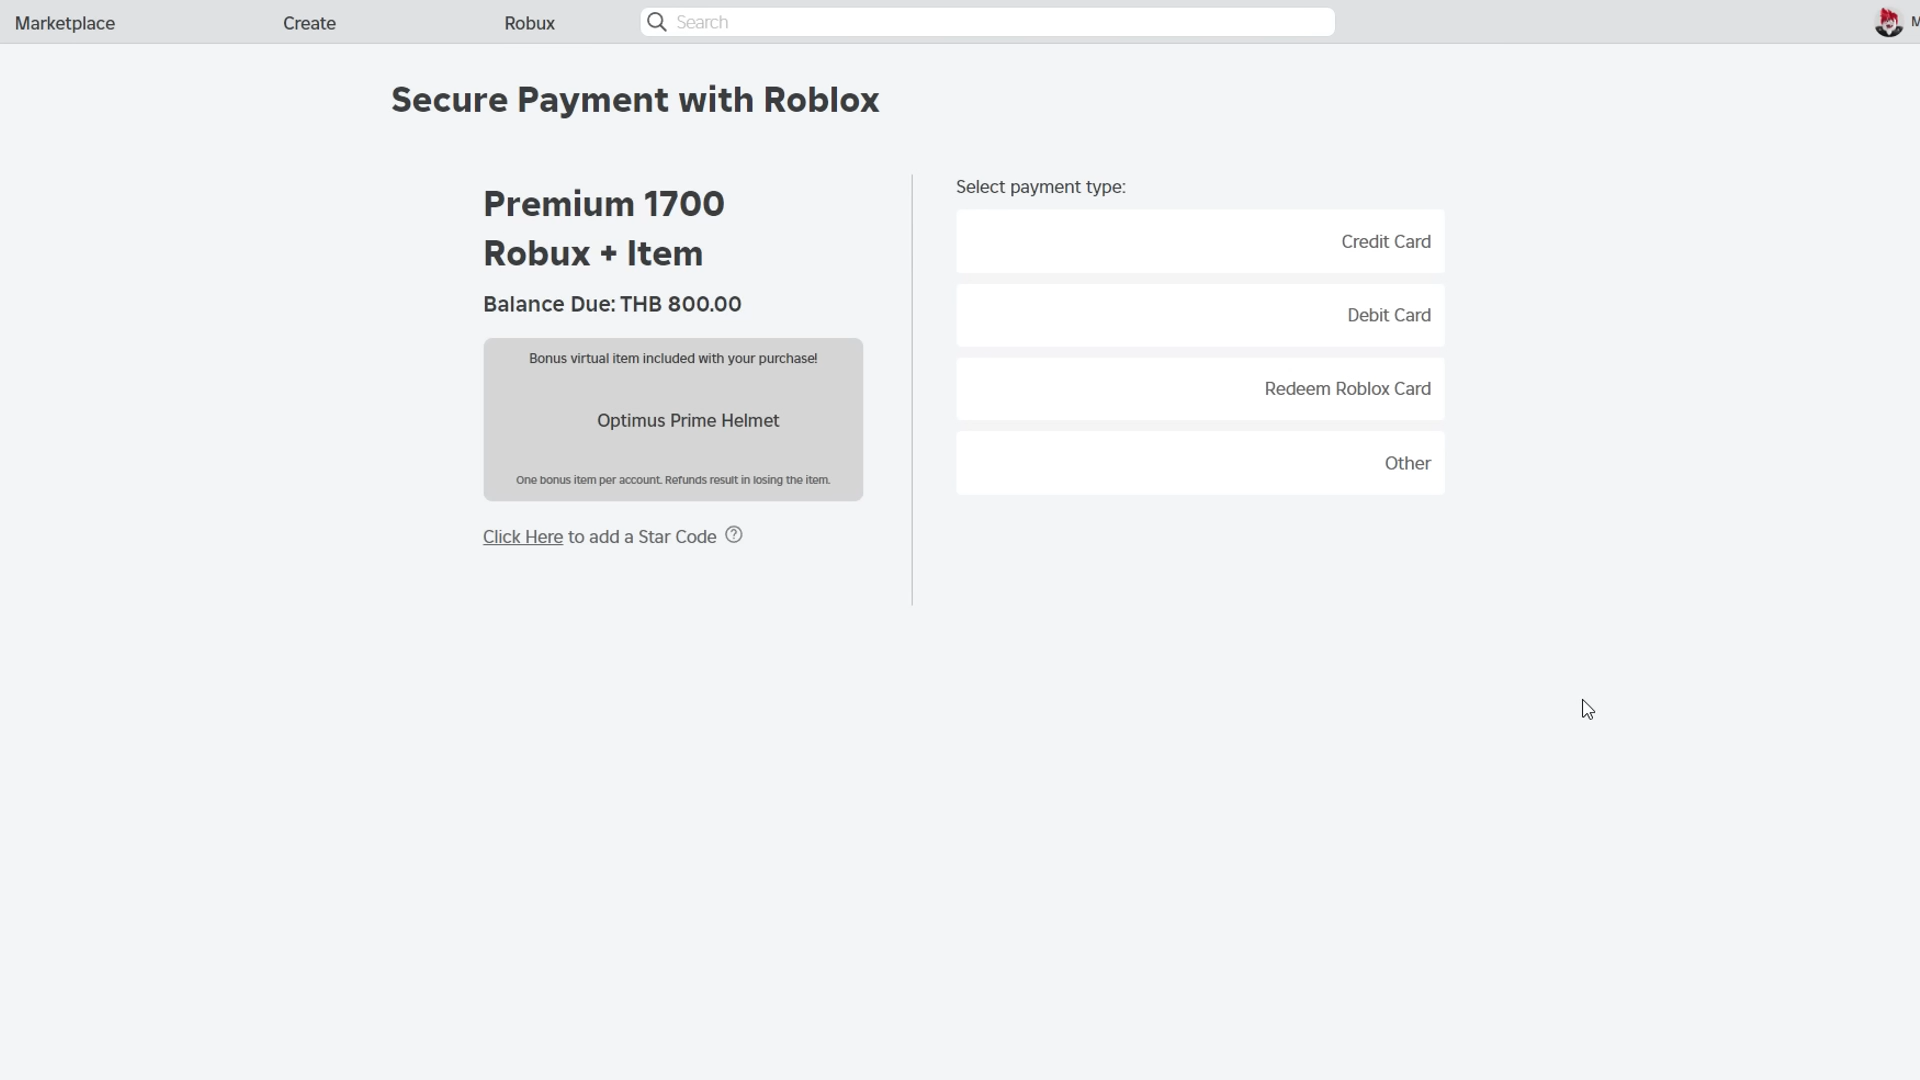 Marketplace
Create
Robux
Search
Secure Payment with Roblox
Premium 1700
Robux + Item
Balance Due: THB 800.00
Bonus virtual item included with your purchase!
Optimus Prime Helmet
One bonus item per account. Refunds result in losing the item.
Click Here to add a Star Code
Select payment type:
Credit Card
Debit Card
Redeem Roblox Card
Other